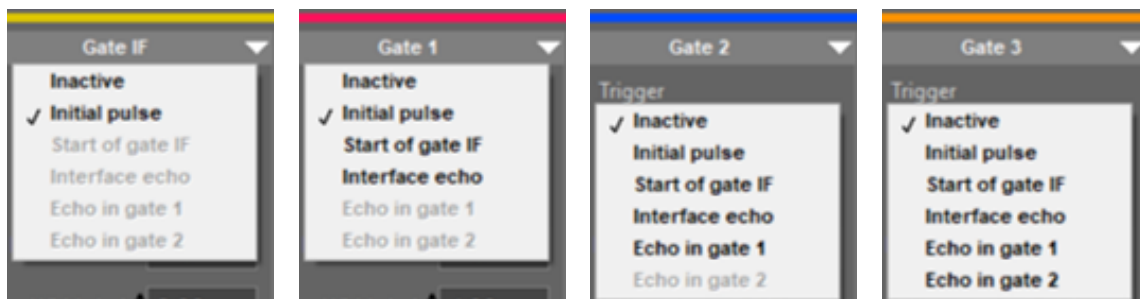 Gate IF
Inactive
✓ Initial pulse
Start of gate IF
Interface echo
Echo in gate 1
Echo in gate 2
Gate 1
Inactive
✓ Initial pulse
Start of gate IF
Interface echo
Echo in gate 1
Echo in gate 2
Gate 2
Trigger
✓ Inactive
Initial pulse
Start of gate IF
Interface echo
Echo in gate 1
Echo in gate 2
Gate 3
Trigger
✓ Inactive
Initial pulse
Start of gate IF
Interface echo
Echo in gate 1
Echo in gate 2